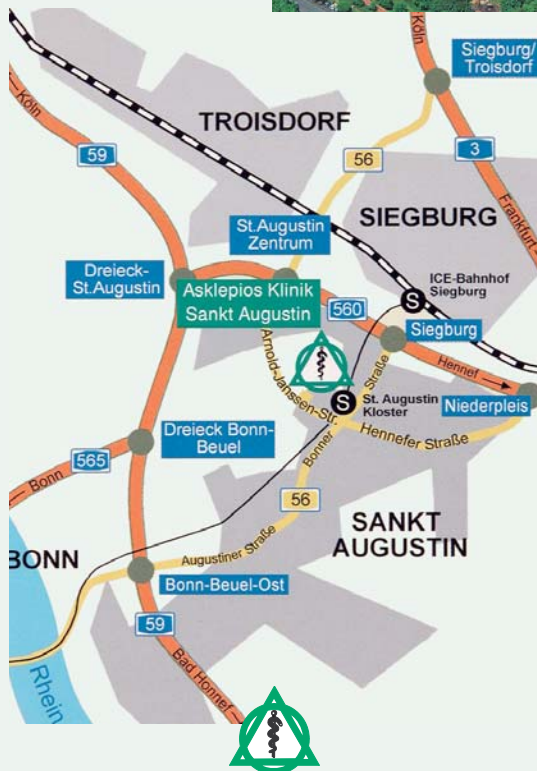 Köln
Siegburg/
Troisdorf
Köln
TROISDORF
59
56
3
SIEGBURG
Frankfurt
St.Augustin
Zentrum
Dreieck-
St.Augustin
ICE-Bahnhof
Siegburg
Asklepios Klinik
Sankt Augustin
560
S
Siegburg
Hennef
Arnold-Janssen-Str.
Straße
S
St. Augustin
Kloster
Niederpleis
Dreieck Bonn-
Beuel
Hennefer Straße
Bonner
565
Bonn
56
SANKT
AUGUSTIN
BONN
Augustiner Straße
Bonn-Beuel-Ost
59
Rhein
Bad Honnef